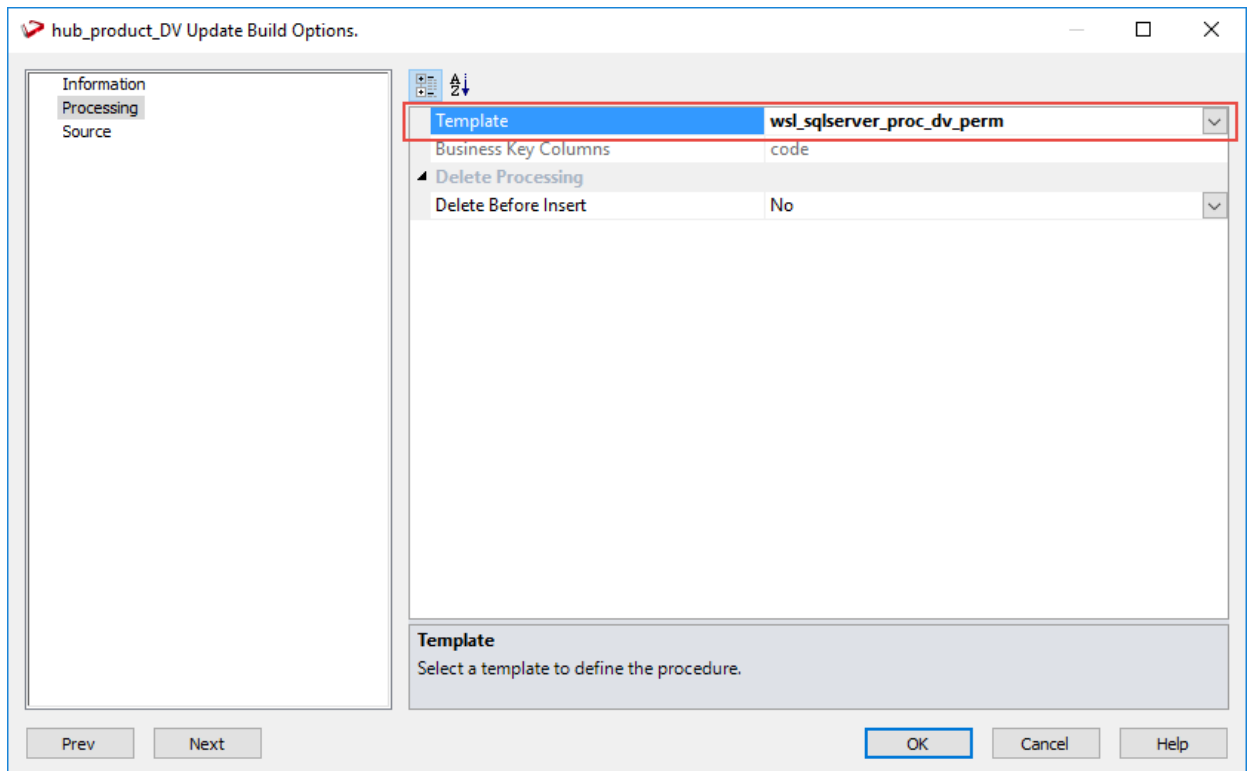 hub_product_DV Update Build Options.
Information
Processing
Source
Template wsl_sqlserver_proc_dv_perm
Business Key Columns code
Delete Processing
Delete Before Insert No
Template
Select a template to define the procedure.
Prev Next OK Cancel Help